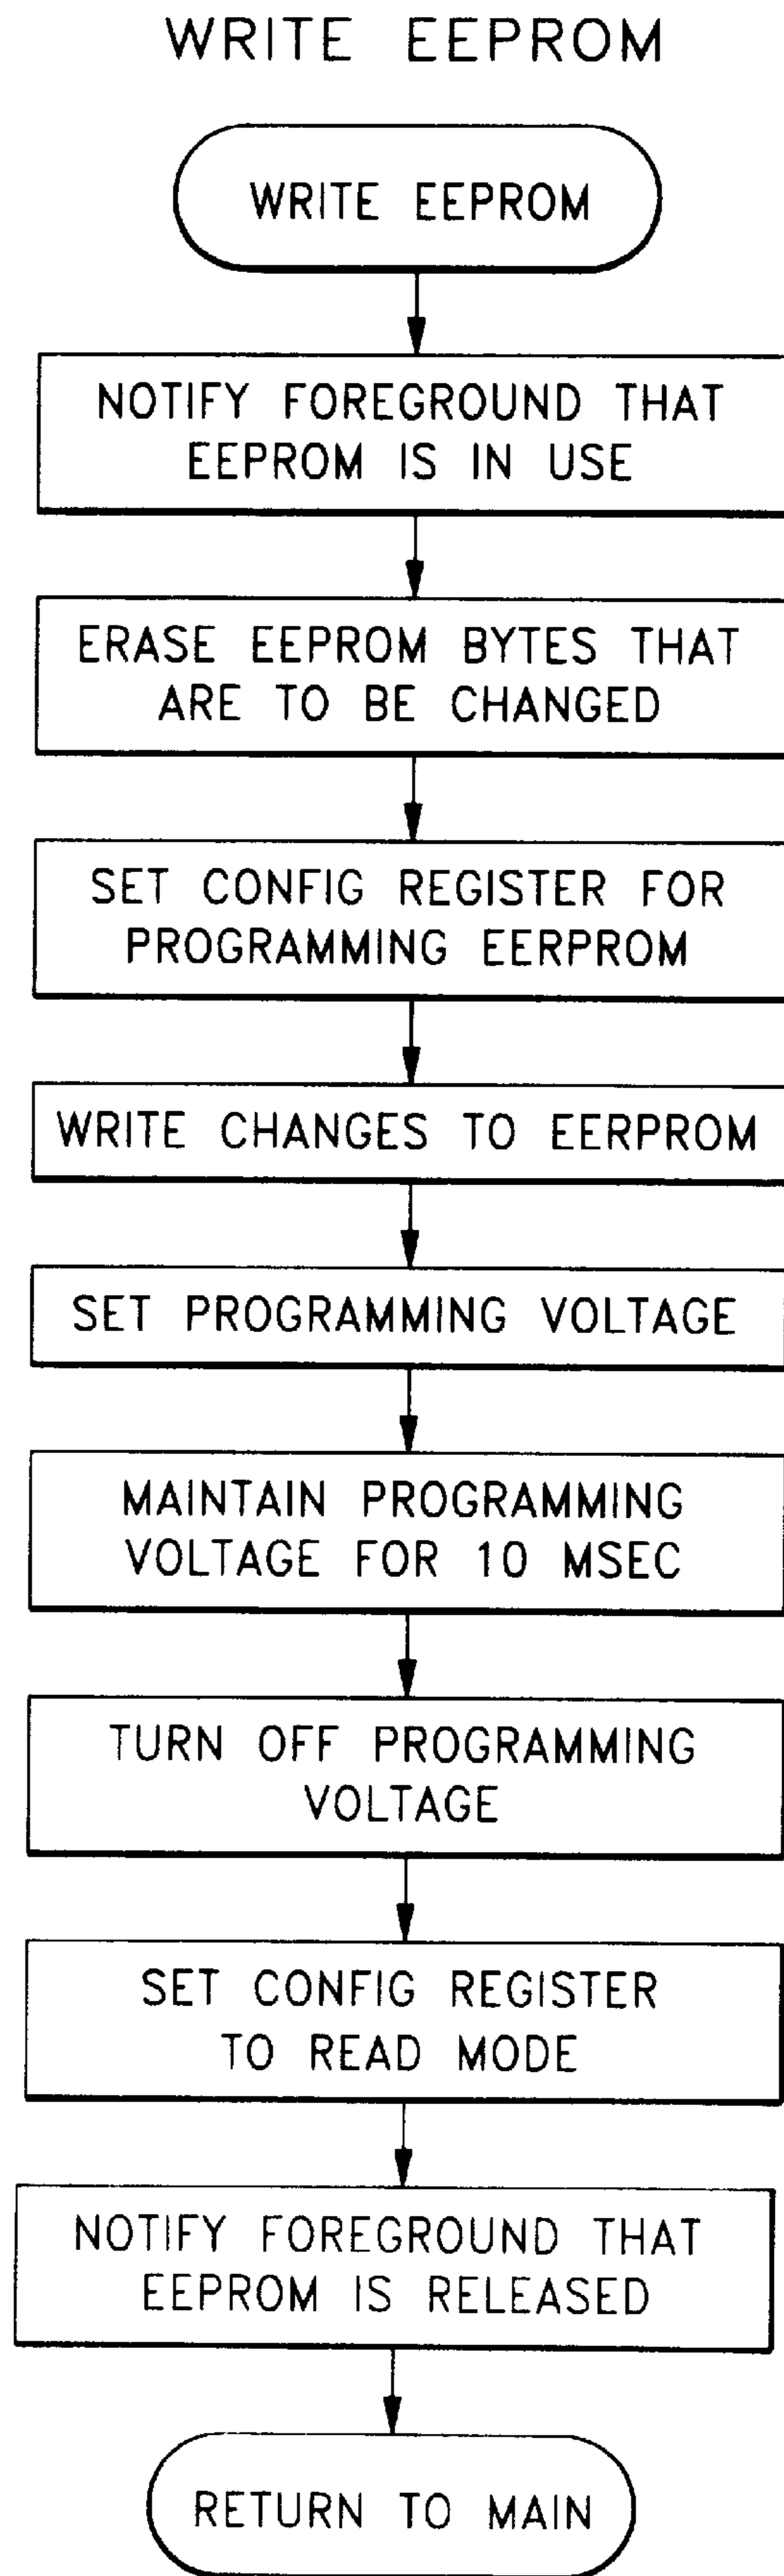 WRITE EEPROM
WRITE EEPROM
NOTIFY FOREGROUND THAT
EEPROM IS IN USE
ERASE EEPROM BYTES THAT
ARE TO BE CHANGED
SET CONFIG REGISTER FOR
PROGRAMMING EERPROM
WRITE CHANGES TO EERPROM
SET PROGRAMMING VOLTAGE
MAINTAIN PROGRAMMING
VOLTAGE FOR 10 MSEC
TURN OFF PROGRAMMING
VOLTAGE
SET CONFIG REGISTER
TO READ MODE
NOTIFY FOREGROUND THAT
EEPROM IS RELEASED
RETURN TO MAIN